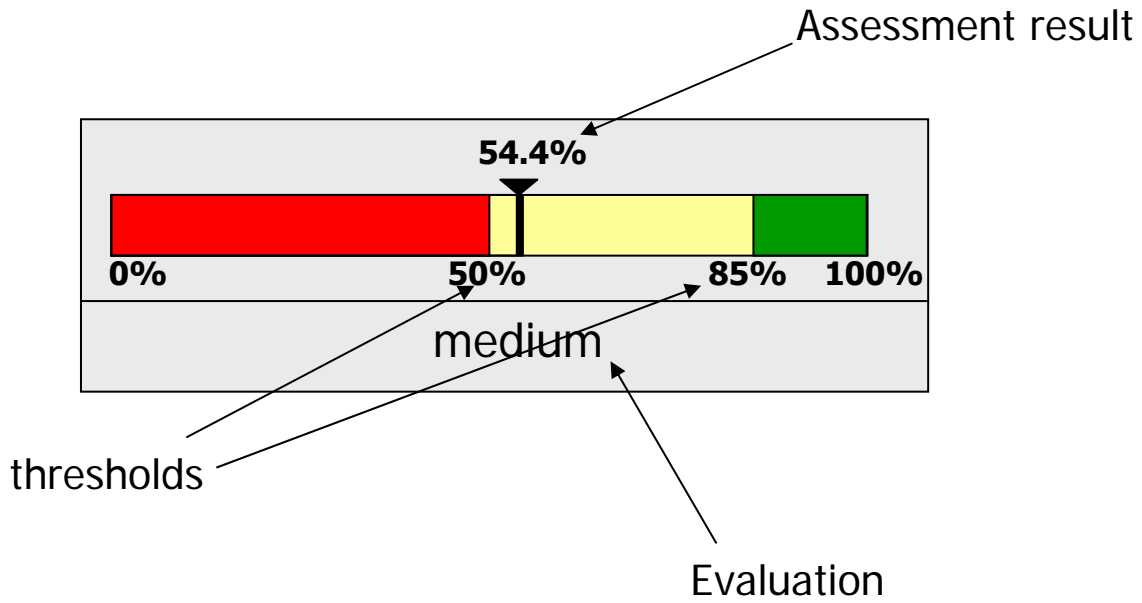 Assessment result
54.4%
0% 50% 85% 100%
medium
thresholds
Evaluation